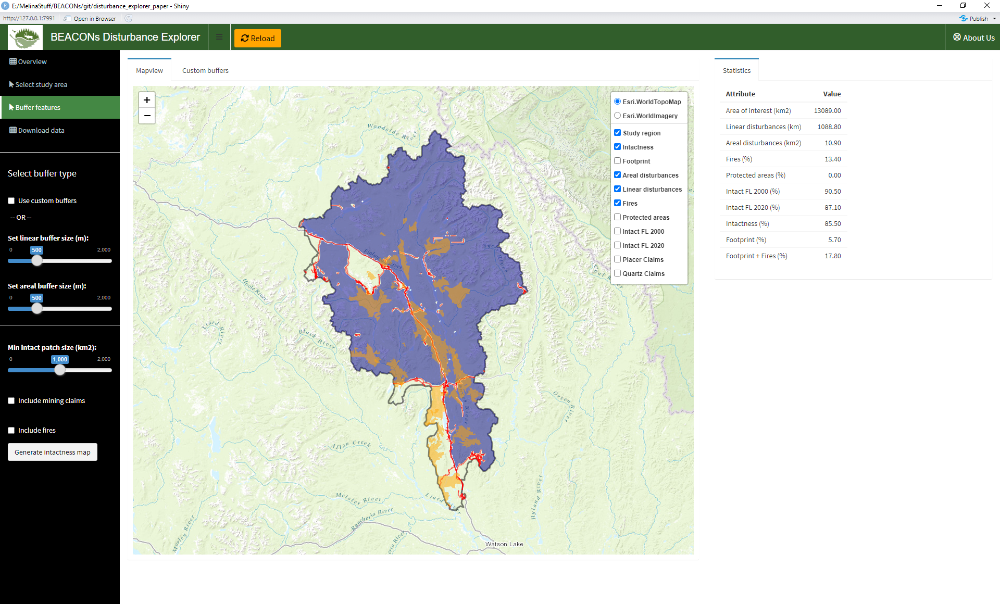 E:/MelinaStuff/BEACONs/git/disturbance_explorer_paper - Shiny
http://127.0.0.1:7991
Open in Browser
Publish
BEACONs Disturbance Explorer
Reload
About Us
Overview
Select study area
Buffer features
Download data
Select buffer type
Use custom buffers
-- OR --
Set linear buffer size (m):
0 500 2,000
Set areal buffer size (m):
0 500 2,000
Min intact patch size (km2):
0 1,000 2,000
Include mining claims
Include fires
Generate intactness map
Mapview
Custom buffers
+
−
Esri.WorldTopoMap
Esri.WorldImagery
Study region
Intactness
Footprint
Areal disturbances
Linear disturbances
Fires
Protected areas
Intact FL 2000
Intact FL 2020
Placer Claims
Quartz Claims
Woodside River
Finlay River
River
Coal R
Hoole River
Liard River
Black River
Green River
s River
Allan Creek
Meister River
Liard River
Rancheria River
Hyland River
Morley River
eria River
Watson Lake
Statistics
Attribute Value
Area of interest (km2) 13089.00
Linear disturbances (km) 1088.80
Areal disturbances (km2) 10.90
Fires (%) 13.40
Protected areas (%) 0.00
Intact FL 2000 (%) 90.50
Intact FL 2020 (%) 87.10
Intactness (%) 85.50
Footprint (%) 5.70
Footprint + Fires (%) 17.80